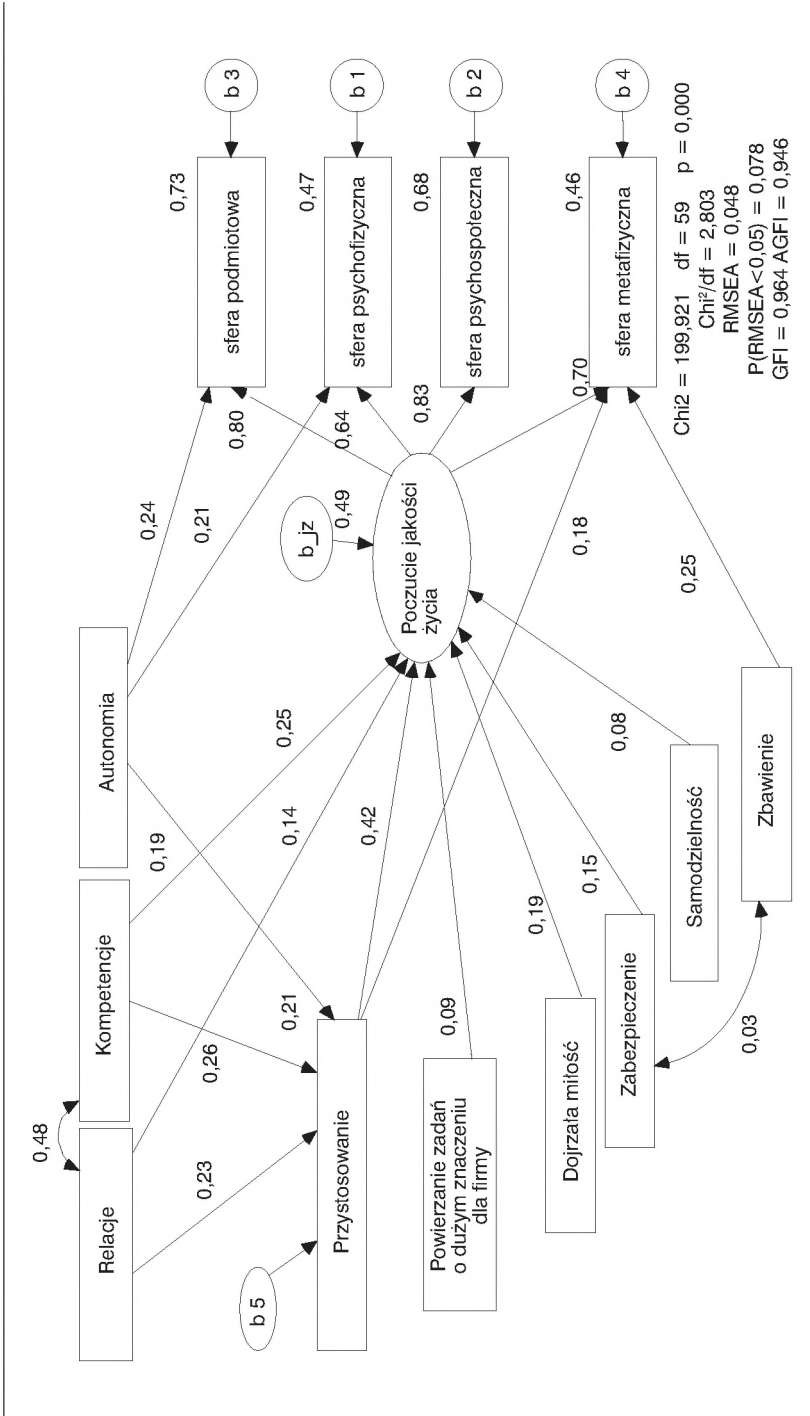 Relacje
Kompetencje
Autonomia
0,48
0,23
0,26
0,14
0,19
0,25
0,21
0,24
b 5
Przystosowanie
0,21
0,42
0,18
Powierzanie zadań
o dużym znaczeniu
dla firmy
0,09
Dojrzała miłość
0,19
Zabezpieczenie
0,15
Samodzielność
0,08
Zbawienie
0,25
0,03
b_jz
0,49
Poczucie jakości
życia
0,80
0,64
0,83
0,70
sfera podmiotowa
0,73
b 3
sfera psychofizyczna
0,47
b 1
sfera psychospołeczna
0,68
b 2
sfera metafizyczna
0,46
b 4
Chi2 = 199,921 df = 59 p = 0,000
Chi²/df = 2,803
RMSEA = 0,048
P(RMSEA<0,05) = 0,078
GFI = 0,964 AGFI = 0,946